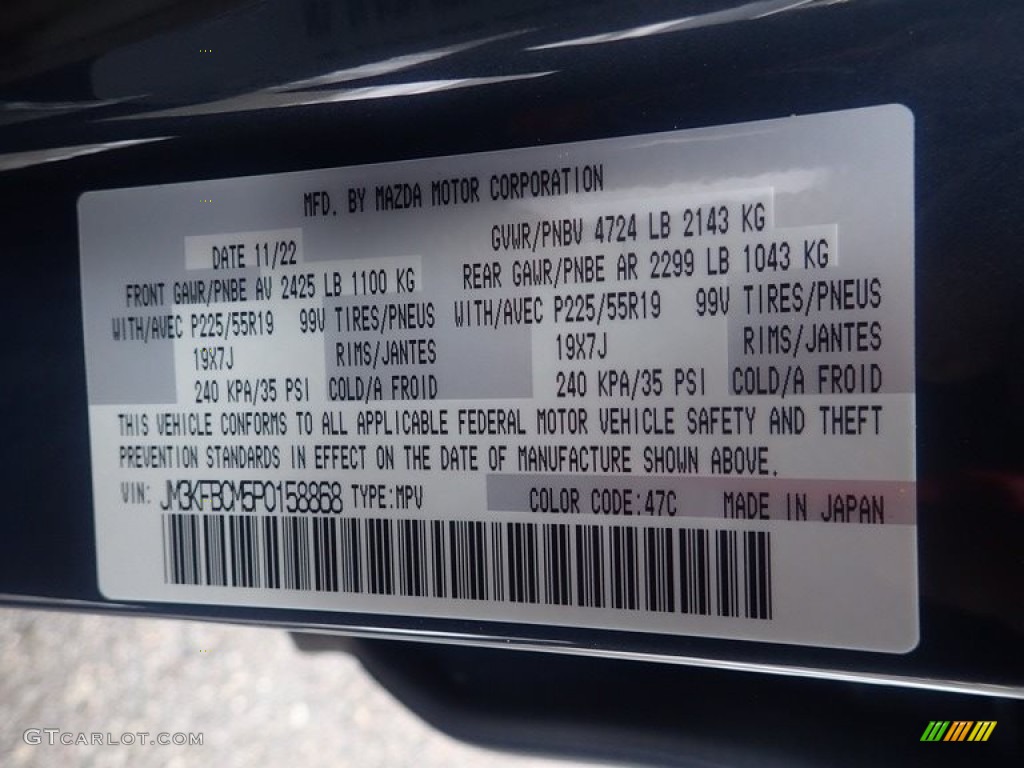 MFD. BY MAZDA MOTOR CORPORATION
DATE 11/22 GVWR/PNBV 4724 LB 2143 KG
FRONT GAWR/PNBE AV 2425 LB 1100 KG REAR GAWR/PNBE AR 2299 LB 1043 KG
WITH/AVEC P225/55R19 99V TIRES/PNEUS WITH/AVEC P225/55R19 99V TIRES/PNEUS
19X7J RIMS/JANTES 19X7J RIMS/JANTES
240 KPA/35 PSI COLD/A FROID 240 KPA/35 PSI COLD/A FROID
THIS VEHICLE CONFORMS TO ALL APPLICABLE FEDERAL MOTOR VEHICLE SAFETY AND THEFT
PREVENTION STANDARDS IN EFFECT ON THE DATE OF MANUFACTURE SHOWN ABOVE.
VIN: JM3KFBCM5P0158868 TYPE:MPV COLOR CODE:47C MADE IN JAPAN
GTCARLOT.COM